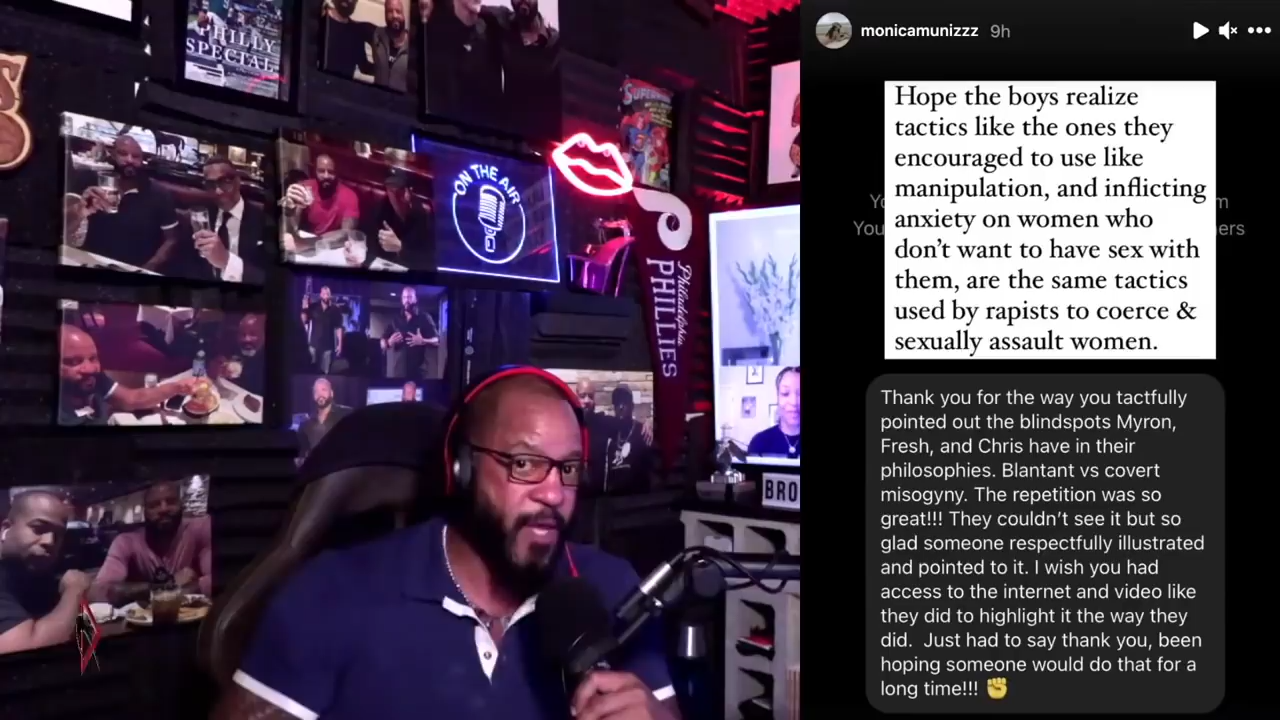 PHILLY
SPECIAL
ON THE AIR
SUPERMAN
Philadelphia
PHILLIES
BRO
monicamunizzz 9h
Hope the boys realize
tactics like the ones they
encouraged to use like
manipulation, and inflicting
anxiety on women who
don’t want to have sex with
them, are the same tactics
used by rapists to coerce &
sexually assault women.
Thank you for the way you tactfully
pointed out the blindspots Myron,
Fresh, and Chris have in their
philosophies. Blantant vs covert
misogyny. The repetition was so
great!!! They couldn’t see it but so
glad someone respectfully illustrated
and pointed to it. I wish you had
access to the internet and video like
they did to highlight it the way they
did.  Just had to say thank you, been
hoping someone would do that for a
long time!!! ✊